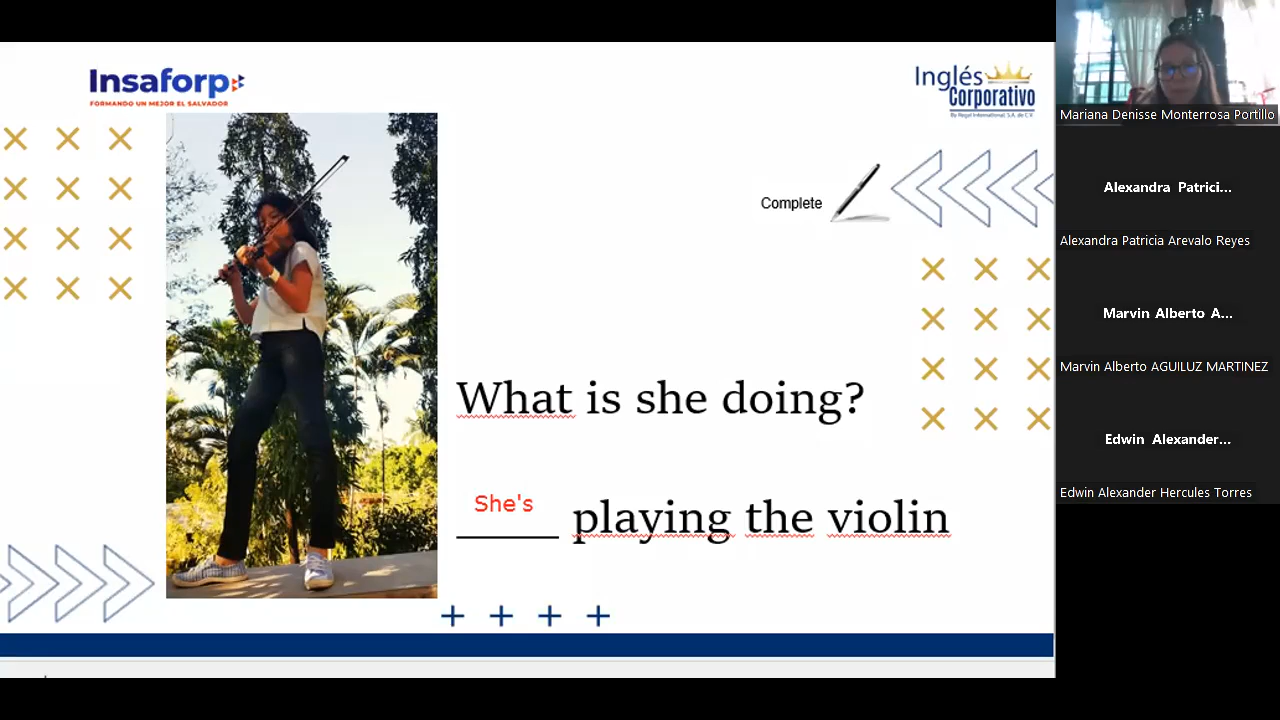 Insaforp
FORMANDO UN MEJOR EL SALVADOR
Inglés
Corporativo
By Regal International, S.A. de C.V
Complete
What is she doing?
She's
playing the violin
Mariana Denisse Monterrosa Portillo
Alexandra Patrici...
Alexandra Patricia Arevalo Reyes
Marvin Alberto A...
Marvin Alberto AGUILUZ MARTINEZ
Edwin Alexander...
Edwin Alexander Hercules Torres